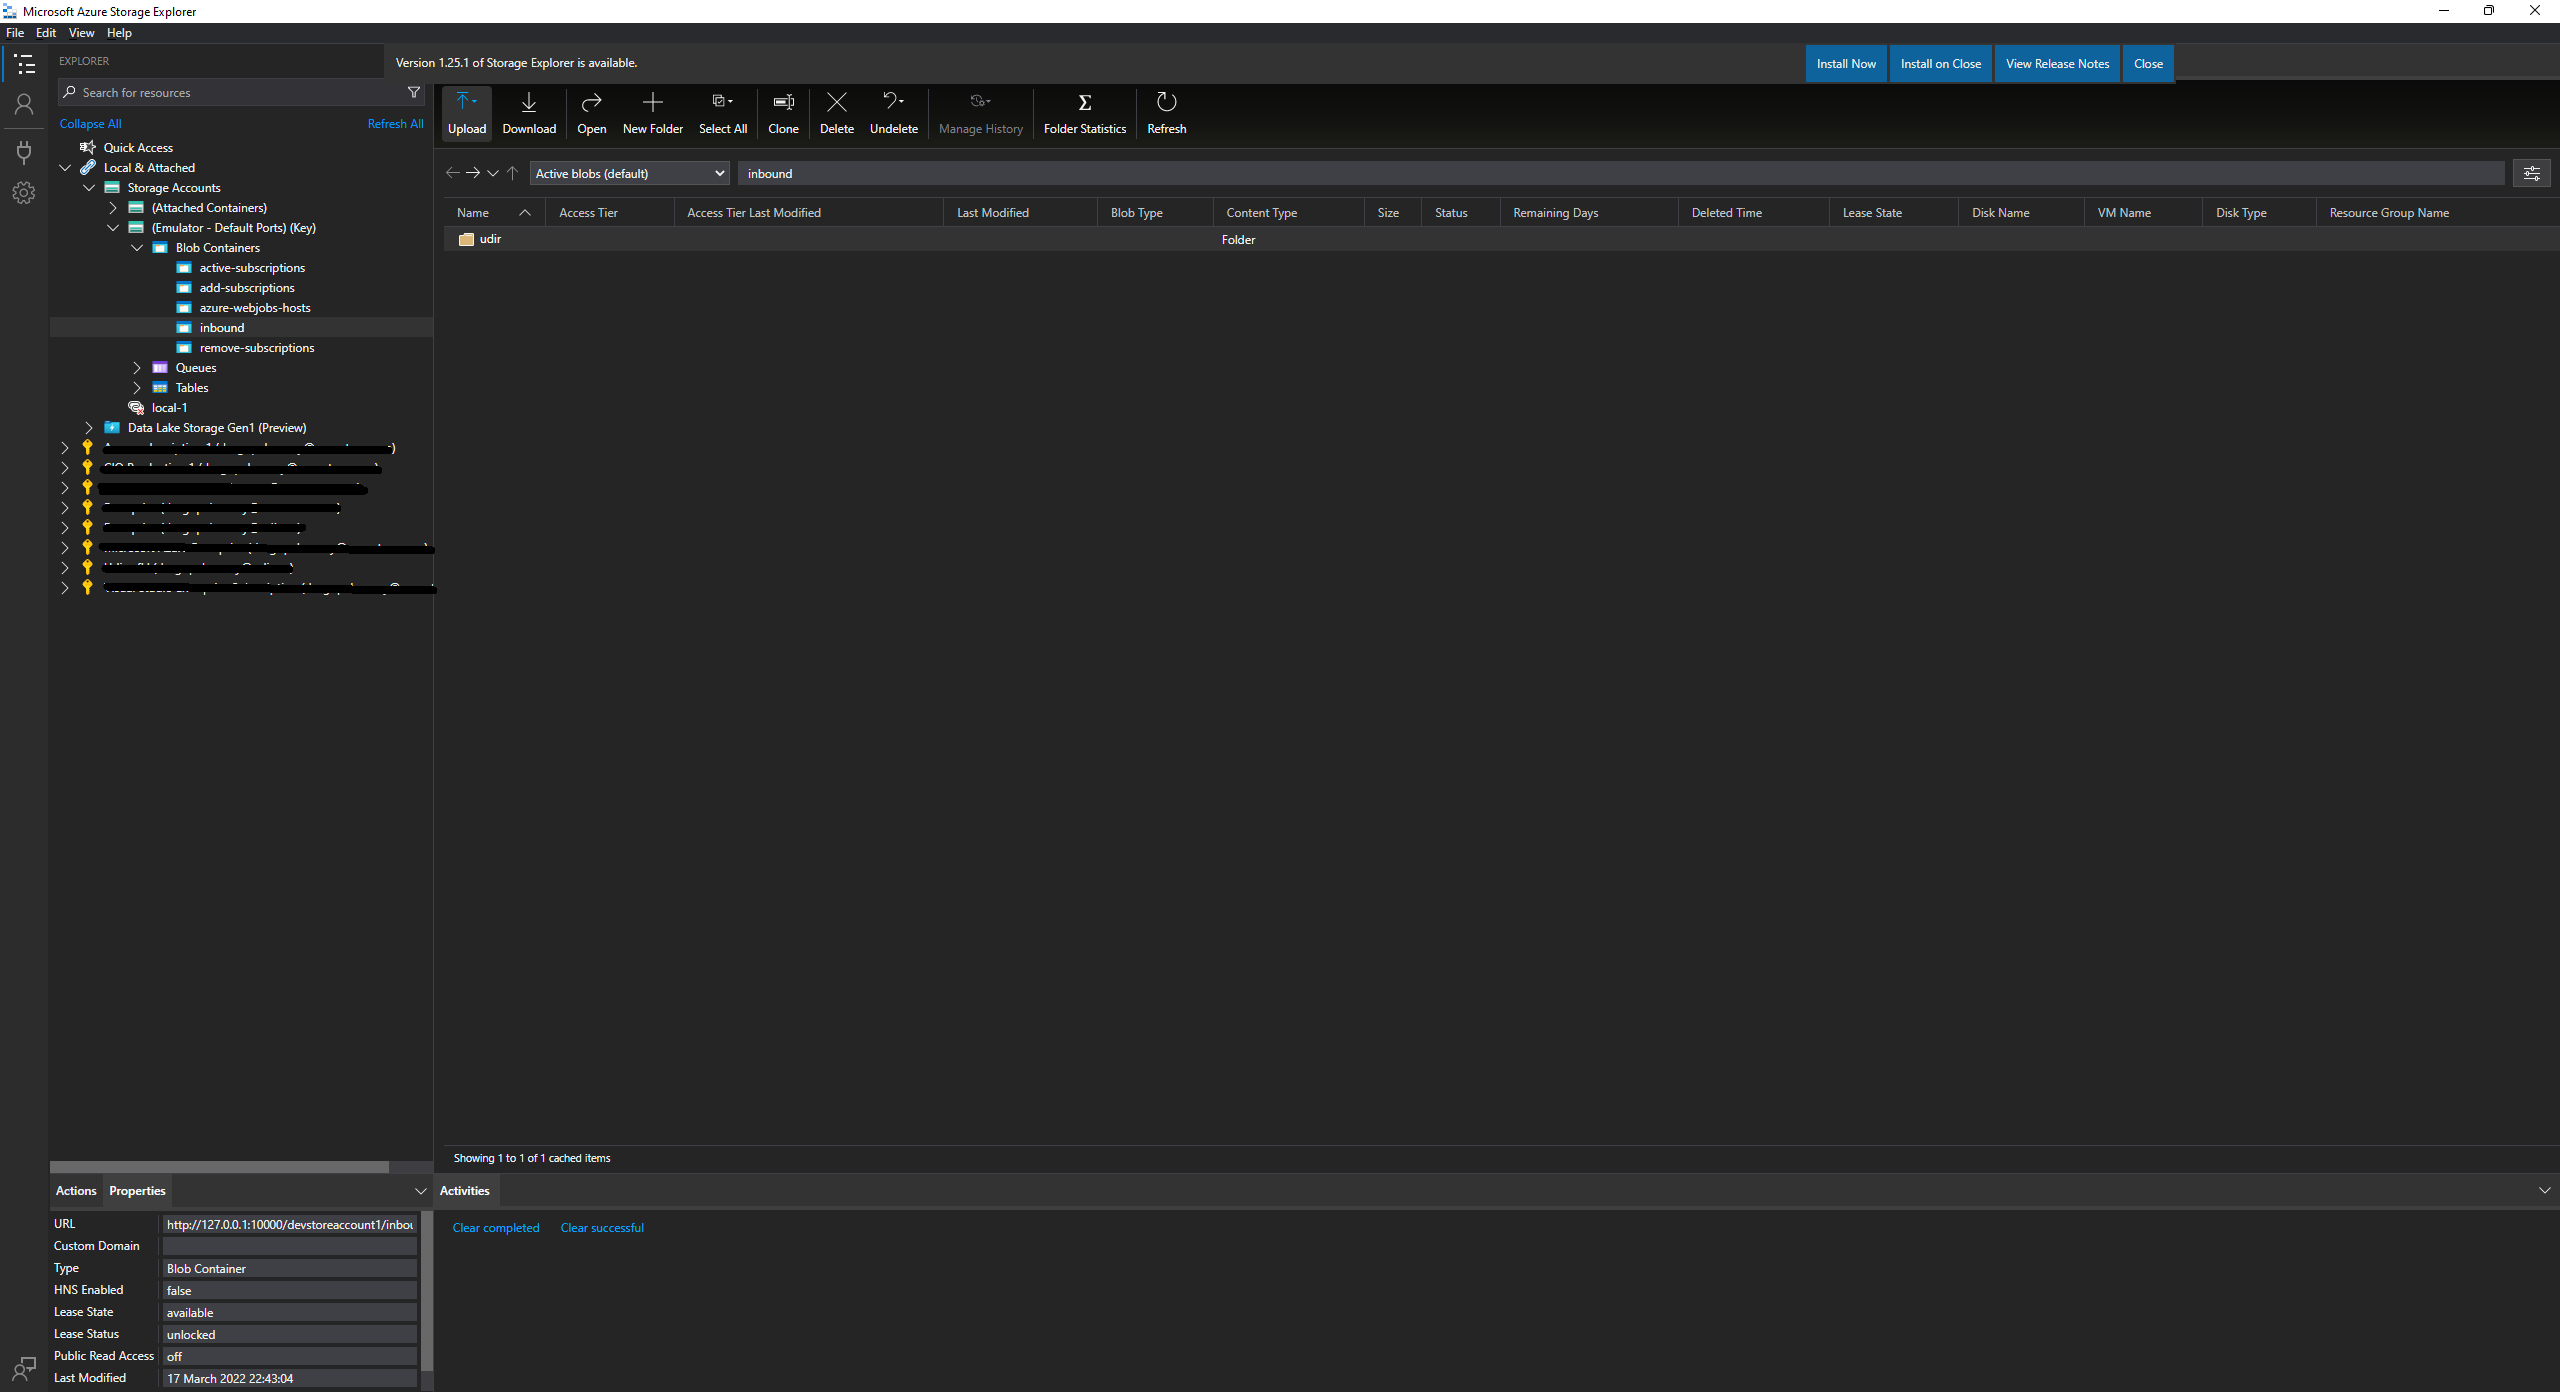 Microsoft Azure Storage Explorer
File Edit View Help
EXPLORER
Version 1.25.1 of Storage Explorer is available.
Install Now Install on Close View Release Notes Close
Search for resources
Collapse All Refresh All
Upload Download Open New Folder Select All Clone Delete Undelete Manage History Folder Statistics Refresh
Quick Access
Local & Attached
Storage Accounts
(Attached Containers)
(Emulator - Default Ports) (Key)
Blob Containers
active-subscriptions
add-subscriptions
azure-webjobs-hosts
inbound
remove-subscriptions
Queues
Tables
local-1
Data Lake Storage Gen1 (Preview)
Active blobs (default) inbound
Name Access Tier Access Tier Last Modified Last Modified Blob Type Content Type Size Status Remaining Days Deleted Time Lease State Disk Name VM Name Disk Type Resource Group Name
udir Folder
Showing 1 to 1 of 1 cached items
Actions Properties
URL http://127.0.0.1:10000/devstoreaccount1/inbou
Custom Domain
Type Blob Container
HNS Enabled false
Lease State available
Lease Status unlocked
Public Read Access off
Last Modified 17 March 2022 22:43:04
Activities
Clear completed Clear successful